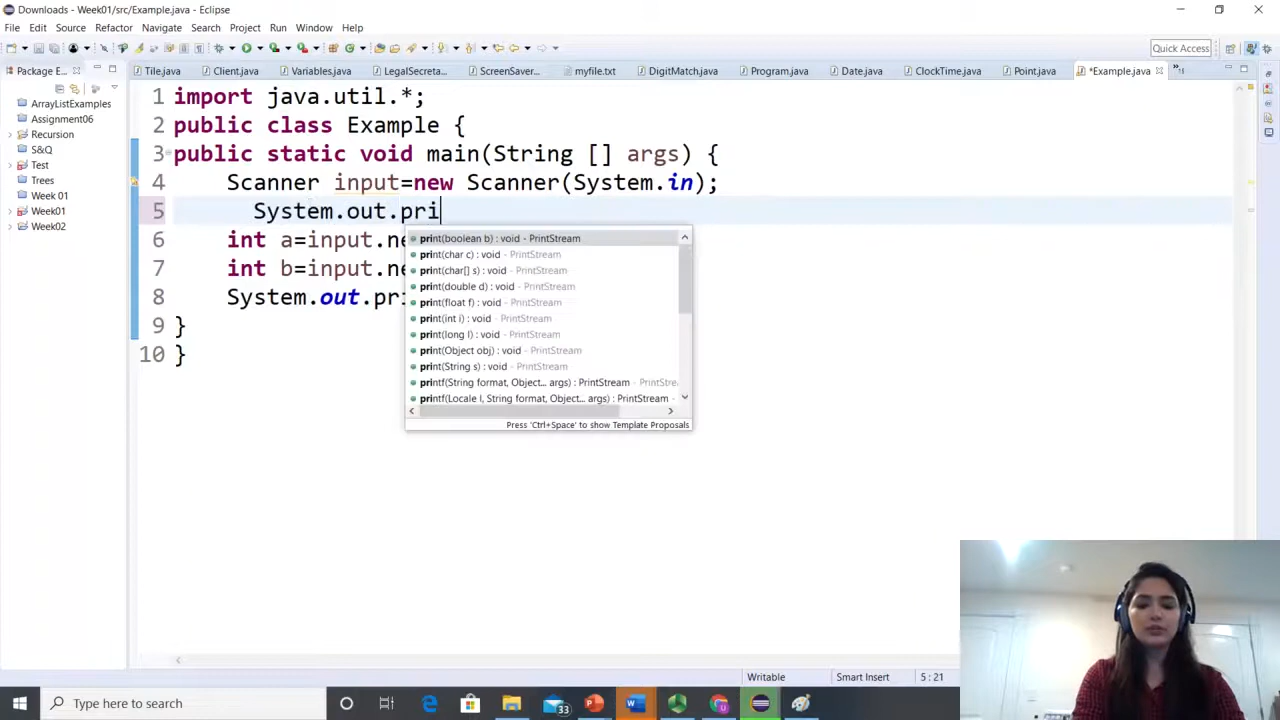 Downloads - Week01/src/Example.java - Eclipse
File Edit Source Refactor Navigate Search Project Run Window Help
Quick Access
Package E...
Tile.java Client.java Variables.java LegalSecreta... ScreenSaver... myfile.txt DigitMatch.java Program.java Date.java ClockTime.java Point.java *Example.java »11
ArrayListExamples
Assignment06
Recursion
S&Q
Test
Trees
Week 01
Week01
Week02
1 import java.util.*;
2 public class Example {
3 public static void main(String [] args) {
4 Scanner input=new Scanner(System.in);
5 System.out.pri
6 int a=input.ne
7 int b=input.ne
8 System.out.pri
9 }
10 }
print(boolean b) : void - PrintStream
print(char c) : void - PrintStream
print(char[] s) : void - PrintStream
print(double d) : void - PrintStream
print(float f) : void - PrintStream
print(int i) : void - PrintStream
print(long l) : void - PrintStream
print(Object obj) : void - PrintStream
print(String s) : void - PrintStream
printf(String format, Object... args) : PrintStream - PrintStre
printf(Locale l, String format, Object... args) : PrintStream -
Press 'Ctrl+Space' to show Template Proposals
Writable Smart Insert 5 : 21
Type here to search
33